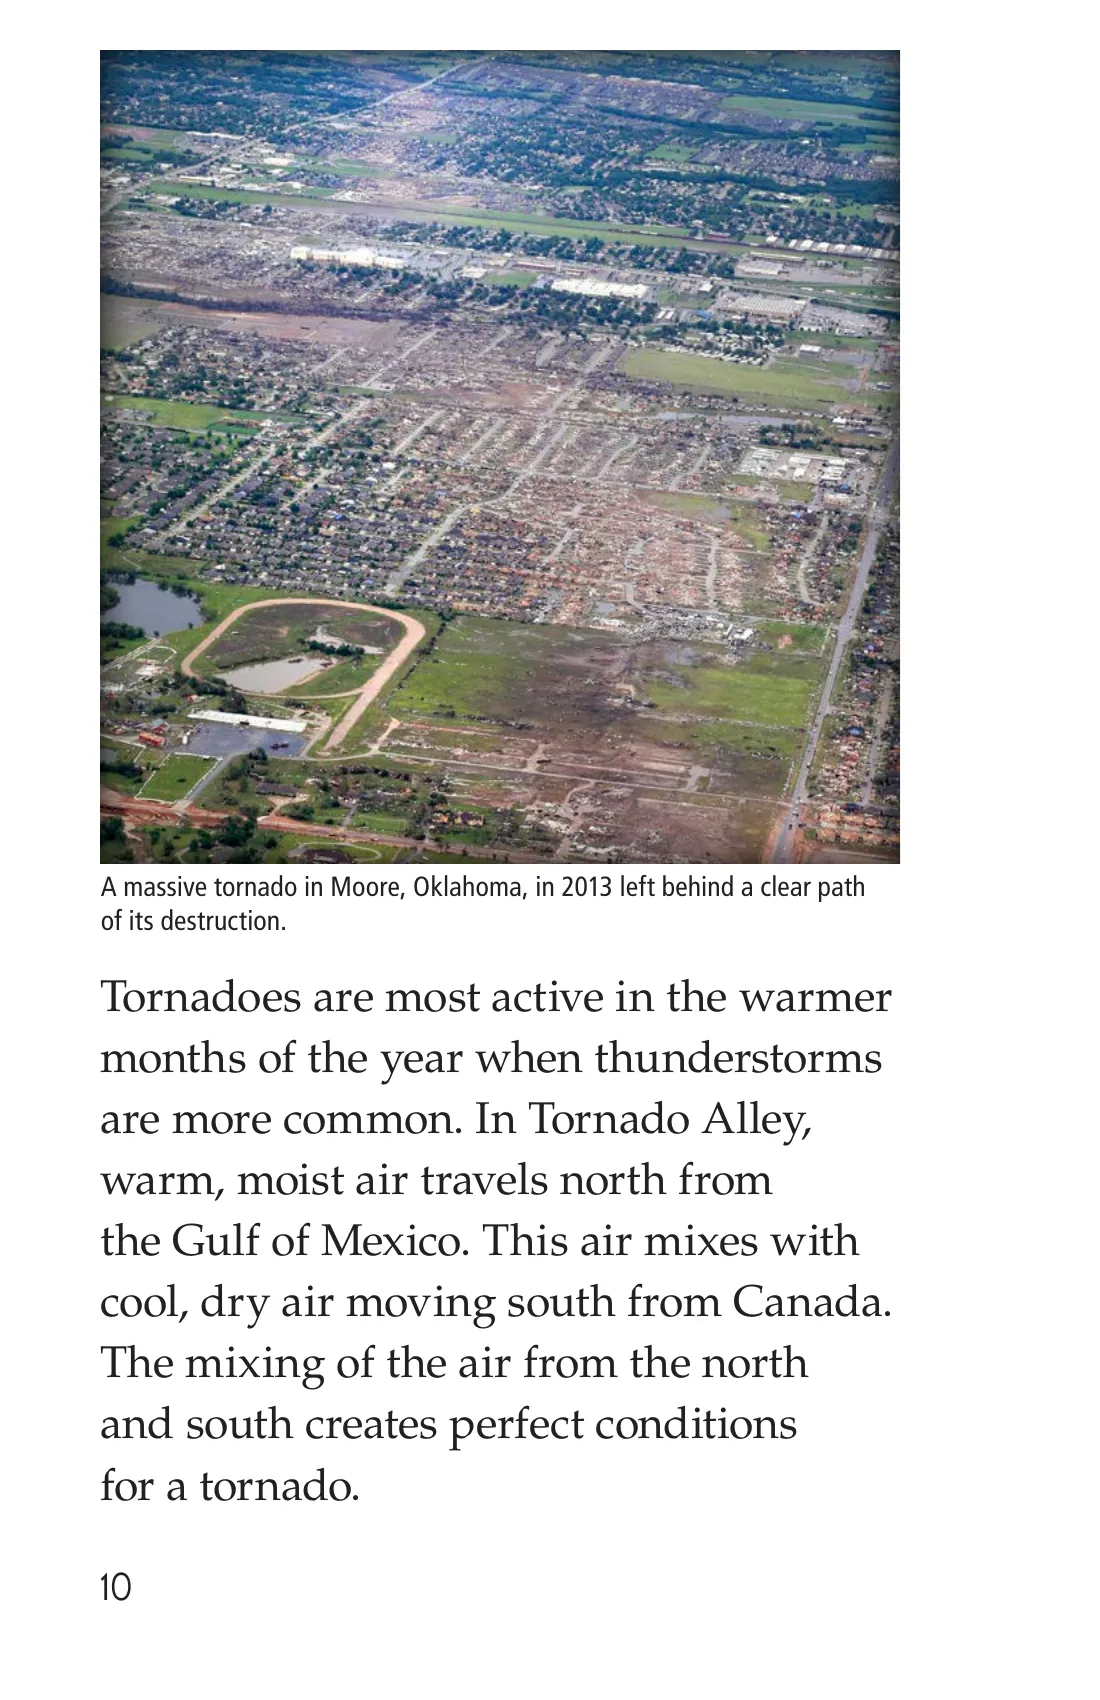 A massive tornado in Moore, Oklahoma, in 2013 left behind a clear path
of its destruction.
Tornadoes are most active in the warmer
months of the year when thunderstorms
are more common. In Tornado Alley,
warm, moist air travels north from
the Gulf of Mexico. This air mixes with
cool, dry air moving south from Canada.
The mixing of the air from the north
and south creates perfect conditions
for a tornado.
10